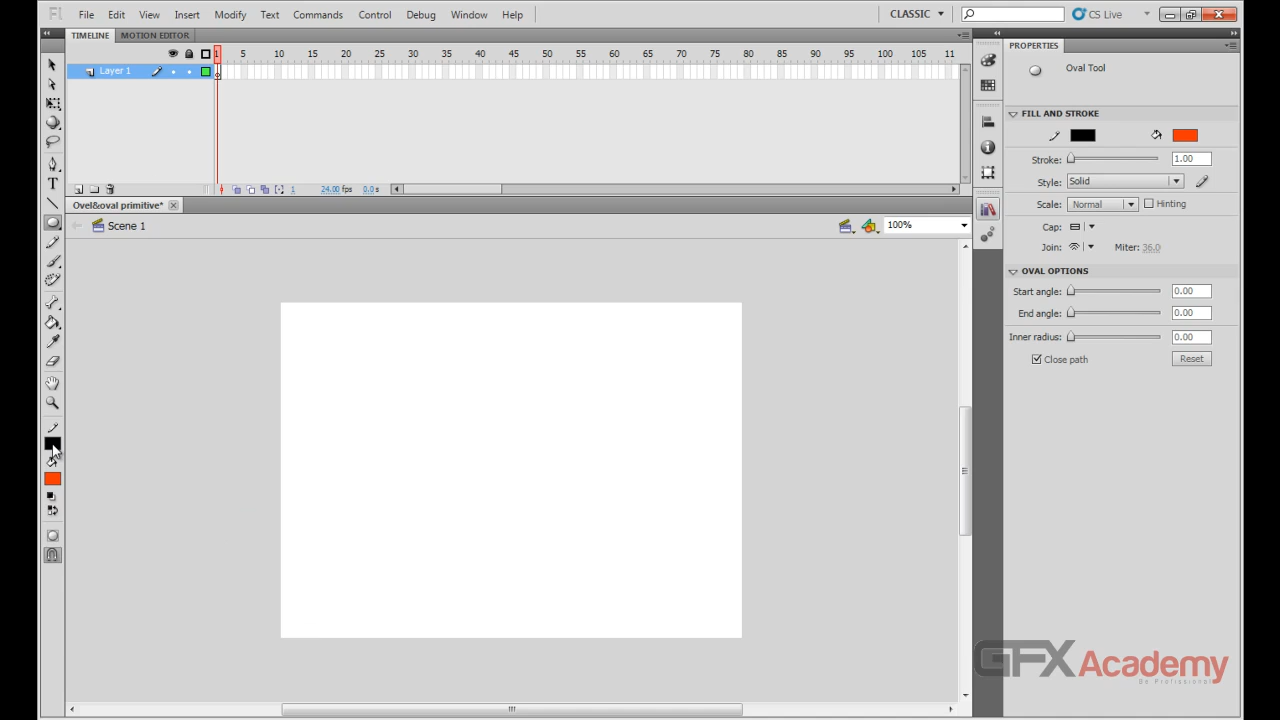 Fl File Edit View Insert Modify Text Commands Control Debug Window Help CLASSIC CS Live
TIMELINE MOTION EDITOR
1 5 10 15 20 25 30 35 40 45 50 55 60 65 70 75 80 85 90 95 100 105 11
Layer 1
1 24.00 fps 0.0 s
Ovel&oval primitive*
Scene 1 100%
PROPERTIES
Oval Tool
FILL AND STROKE
Stroke: 1.00
Style: Solid
Scale: Normal Hinting
Cap:
Join: Miter: 36.0
OVAL OPTIONS
Start angle: 0.00
End angle: 0.00
Inner radius: 0.00
Close path Reset
T
GFX Academy
Be Professional